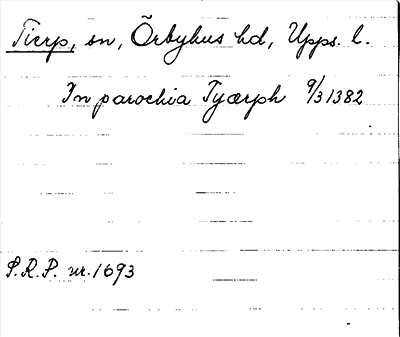 Tierp, sn, Örbyhus hd, Upps. l.
In parochia Tyærph 9/3 1382
S.R.P. nr. 1693